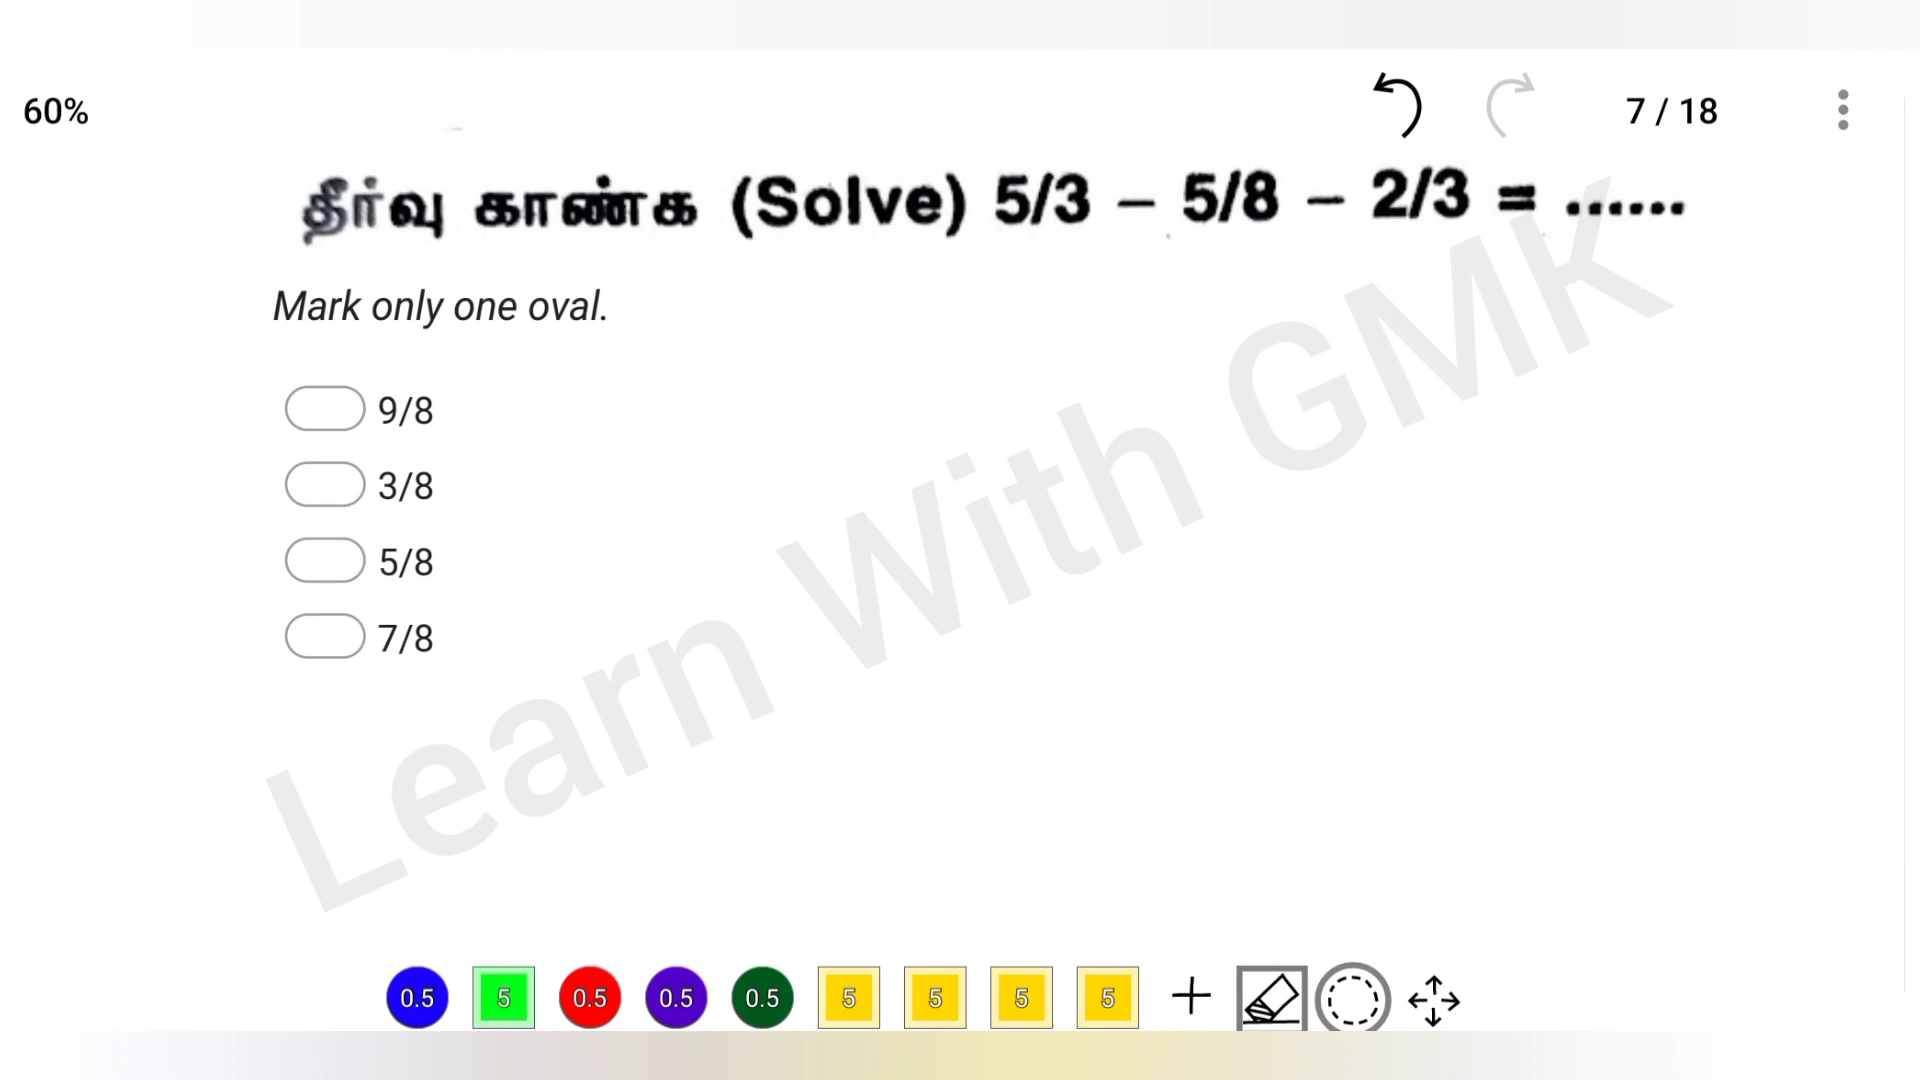 60%
7 / 18
தீர்வு காண்க (Solve) 5/3 – 5/8 – 2/3 = ......
Mark only one oval.
9/8
3/8
5/8
7/8
Learn With GMK
0.5 5 0.5 0.5 0.5 5 5 5 5